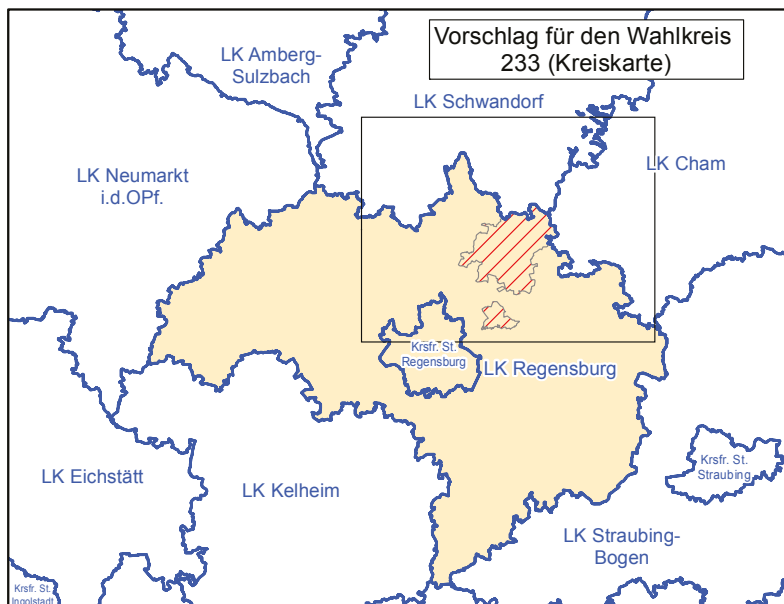 Vorschlag für den Wahlkreis
233 (Kreiskarte)
LK Amberg-
Sulzbach
LK Schwandorf
LK Neumarkt
i.d.OPf.
LK Cham
Krsfr. St.
Regensburg
LK Regensburg
LK Eichstätt
LK Kelheim
Krsfr. St.
Straubing
LK Straubing-
Bogen
Krsfr. St.
Ingolstadt